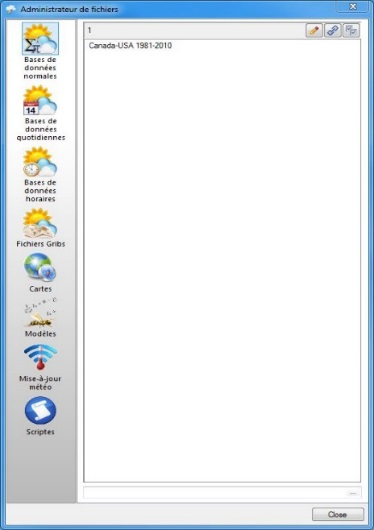 Administrateur de fichiers
Bases de
données
normales
14
Bases de
données
quotidiennes
Bases de
données
horaires
Fichiers Gribs
Cartes
Modèles
Mise-à-jour
météo
Scriptes
1
Canada-USA 1981-2010
...
Close